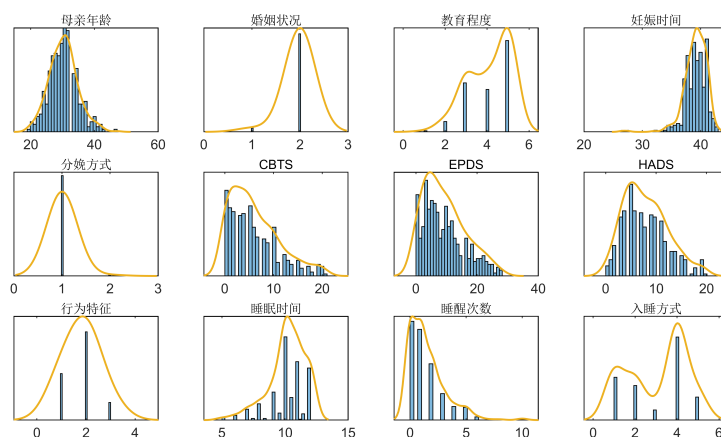 母亲年龄
婚姻状况
教育程度
妊娠时间
20 40 60
0 1 2 3
0 2 4 6
20 30 40
分娩方式
CBTS
EPDS
HADS
0 1 2 3
0 10 20
0 20 40
0 10 20
行为特征
睡眠时间
睡醒次数
入睡方式
0 2 4
5 10 15
0 5 10
0 2 4 6